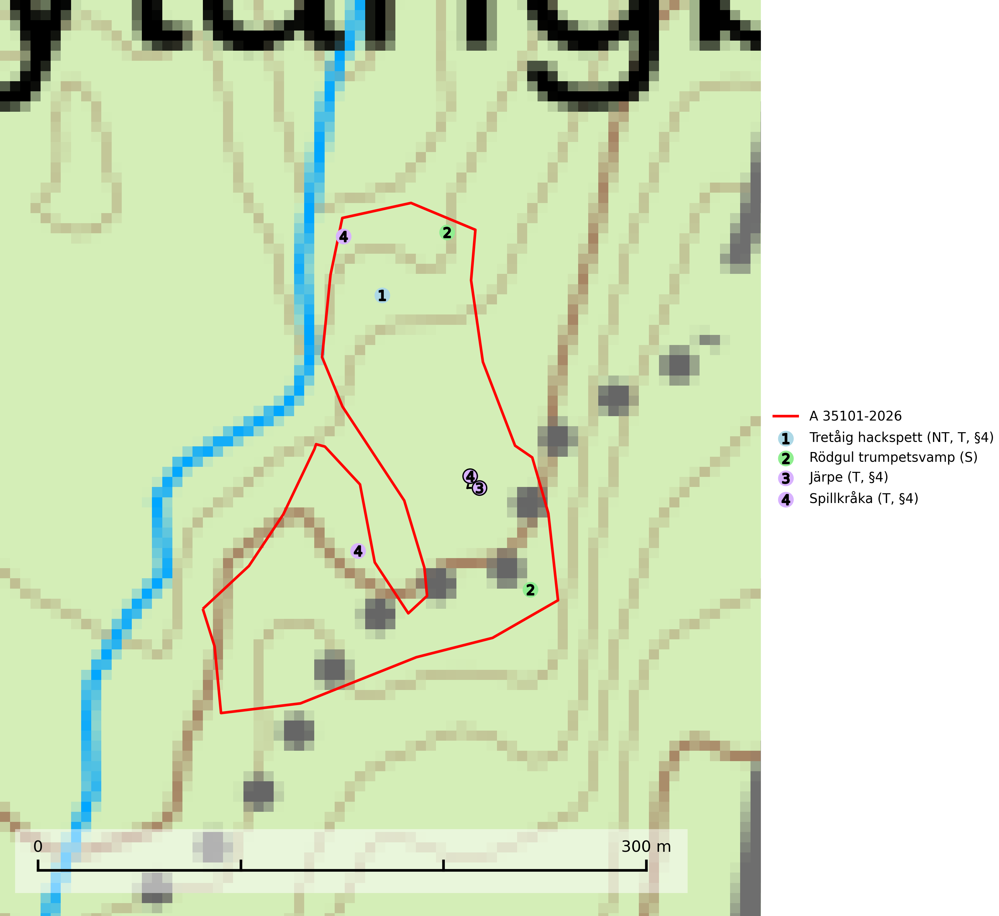 4
2
1
4
3
4
2
A 35101-2026
1 Tretåig hackspett (NT, T, §4)
2 Rödgul trumpetsvamp (S)
3 Järpe (T, §4)
4 Spillkråka (T, §4)
0 300 m